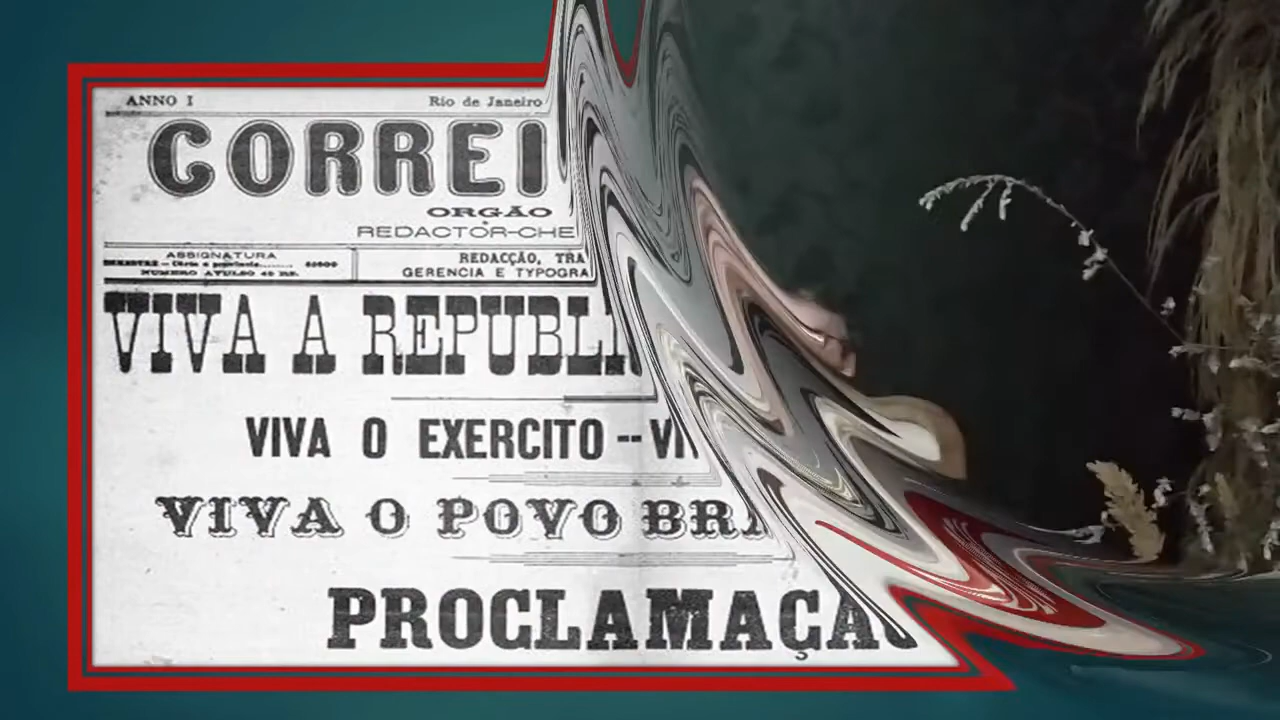 ANNO I Rio de Janeiro
CORREI
ORGÃO
REDACTOR-CHE
ASSIGNATURA
NUMERO AVULSO 40 RS.
REDACÇÃO, TRA
GERENCIA E TYPOGRA
VIVA A REPUBLI
VIVA O EXERCITO -- VI
VIVA O POVO BRA
PROCLAMAÇÃO